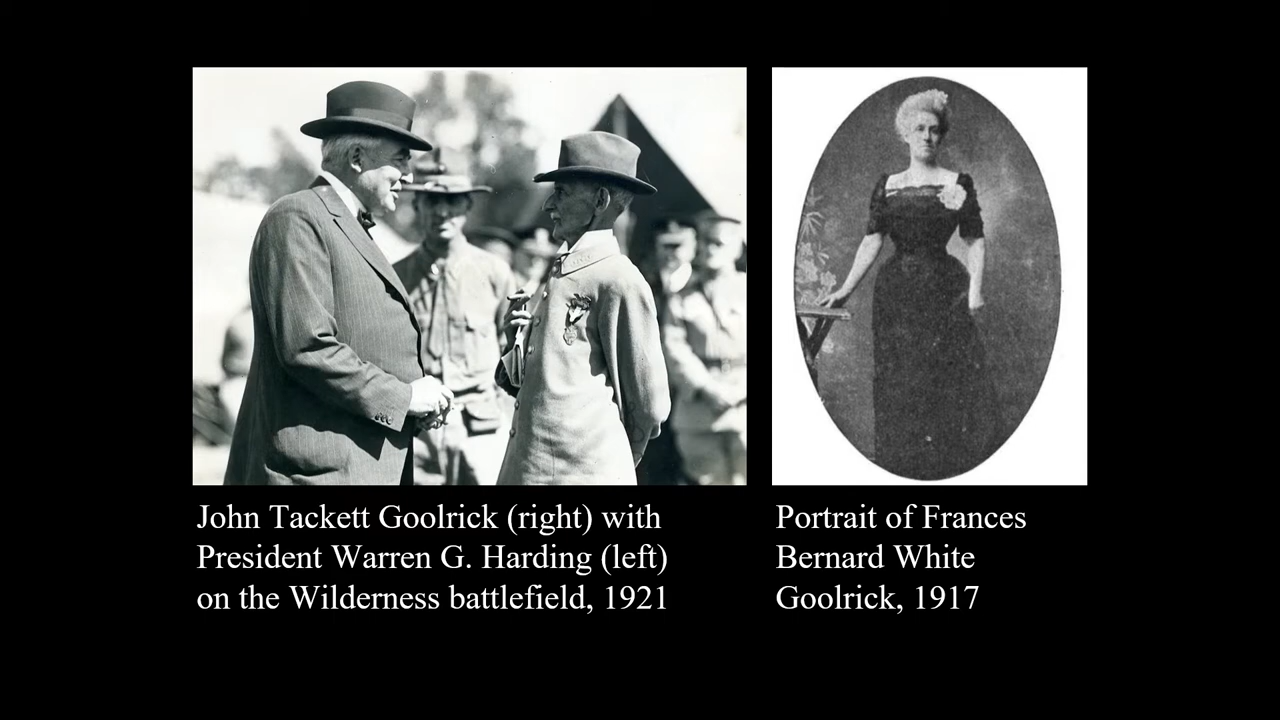 John Tackett Goolrick (right) with
President Warren G. Harding (left)
on the Wilderness battlefield, 1921
Portrait of Frances
Bernard White
Goolrick, 1917